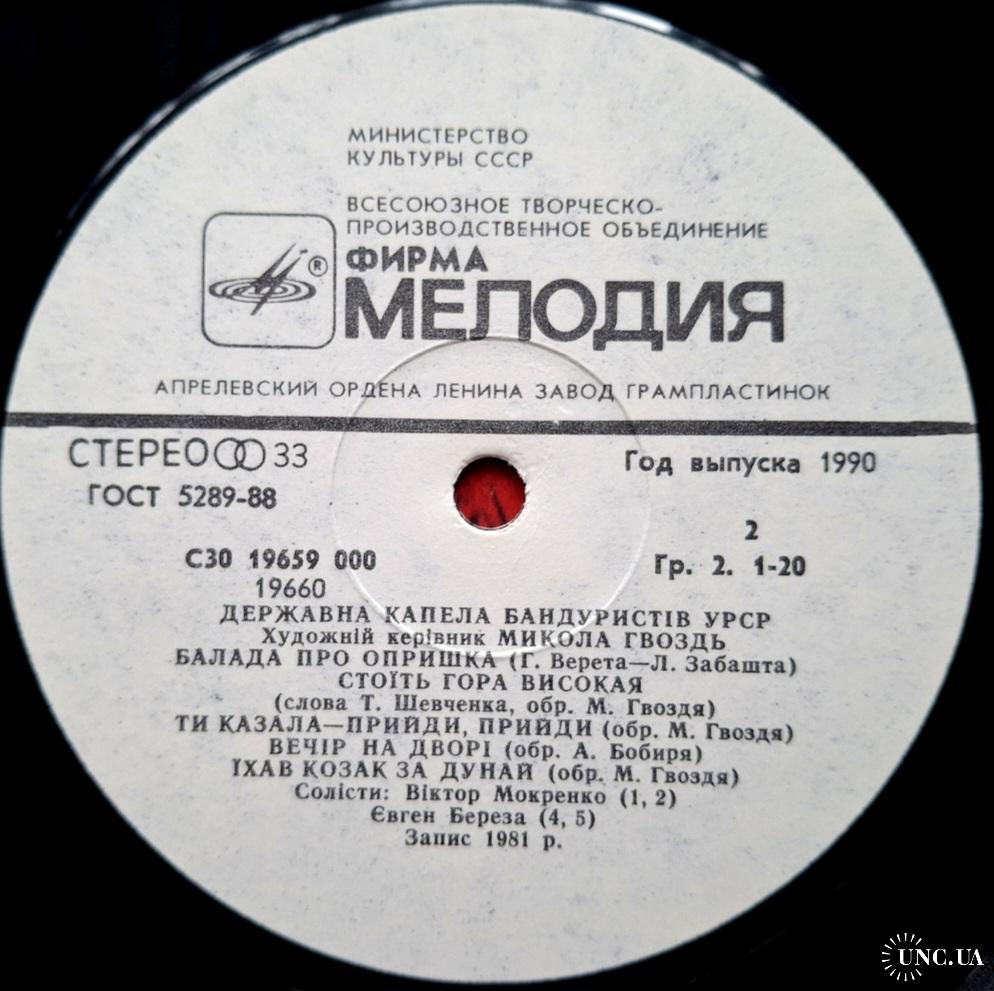 МИНИСТЕРСТВО
КУЛЬТУРЫ СССР
ВСЕСОЮЗНОЕ ТВОРЧЕСКО-
ПРОИЗВОДСТВЕННОЕ ОБЪЕДИНЕНИЕ
ФИРМА
®
МЕЛОДИЯ
АПРЕЛЕВСКИЙ ОРДЕНА ЛЕНИНА ЗАВОД ГРАМПЛАСТИНОК
СТЕРЕО 33
Год выпуска 1990
ГОСТ 5289-88
2
С30 19659 000
Гр. 2. 1-20
19660
ДЕРЖАВНА КАПЕЛА БАНДУРИСТІВ УРСР
Художній керівник МИКОЛА ГВОЗДЬ
БАЛАДА ПРО ОПРИШКА (Г. Верета—Л. Забашта)
СТОЇТЬ ГОРА ВИСОКАЯ
(слова Т. Шевченка, обр. М. Гвоздя)
ТИ КАЗАЛА—ПРИЙДИ, ПРИЙДИ (обр. М. Гвоздя)
ВЕЧІР НА ДВОРІ (обр. А. Бобиря)
ЇХАВ КОЗАК ЗА ДУНАЙ (обр. М. Гвоздя)
Солісти: Віктор Мокренко (1, 2)
Євген Береза (4, 5)
Запис 1981 р.
UNC.UA